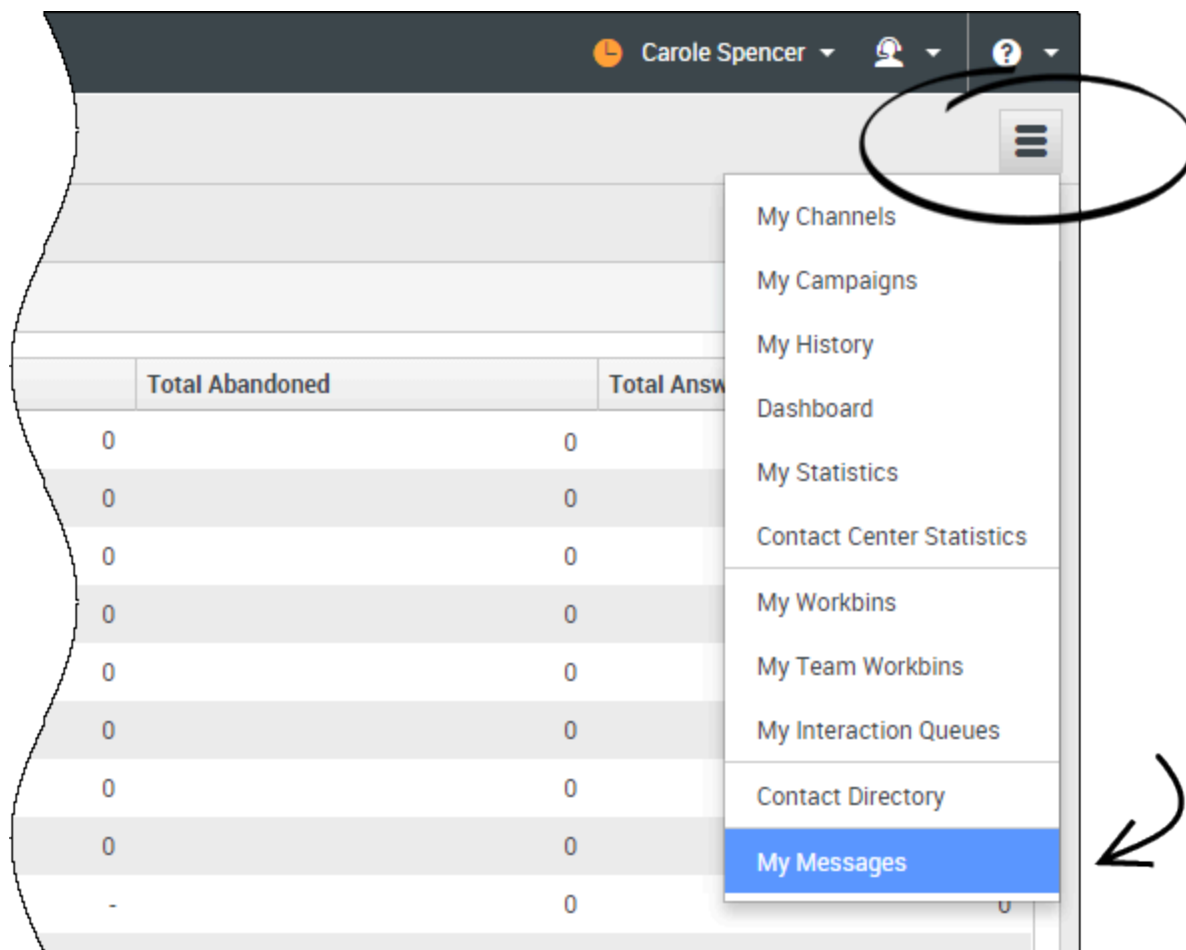 Carole Spencer
My Channels
My Campaigns
My History
Total Abandoned Total Answ
Dashboard
0 0
My Statistics
0 0
Contact Center Statistics
0 0
My Workbins
0 0
My Team Workbins
0 0
My Interaction Queues
0 0
Contact Directory
0 0
My Messages
0 0
- 0 0